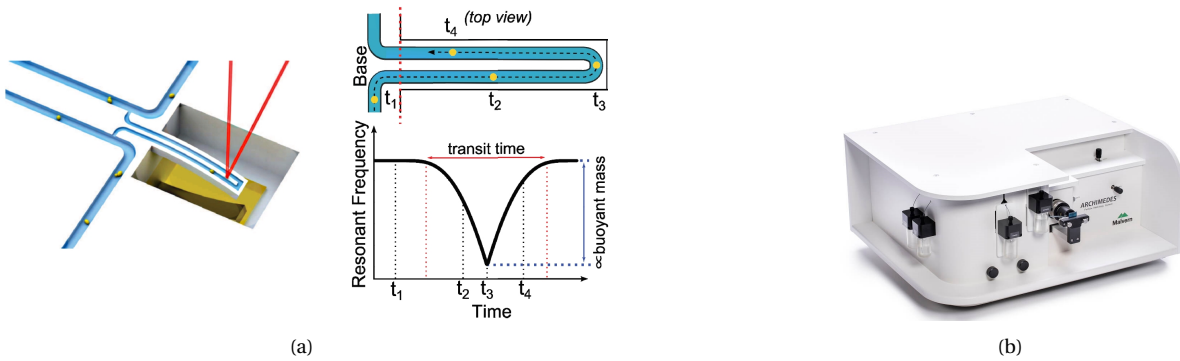 (top view)
t4
Base
t1
t2
t3
transit time
Resonant Frequency
∝buoyant mass
t1
t2
t3
t4
Time
ARCHIMEDES
Malvern
(a)
(b)